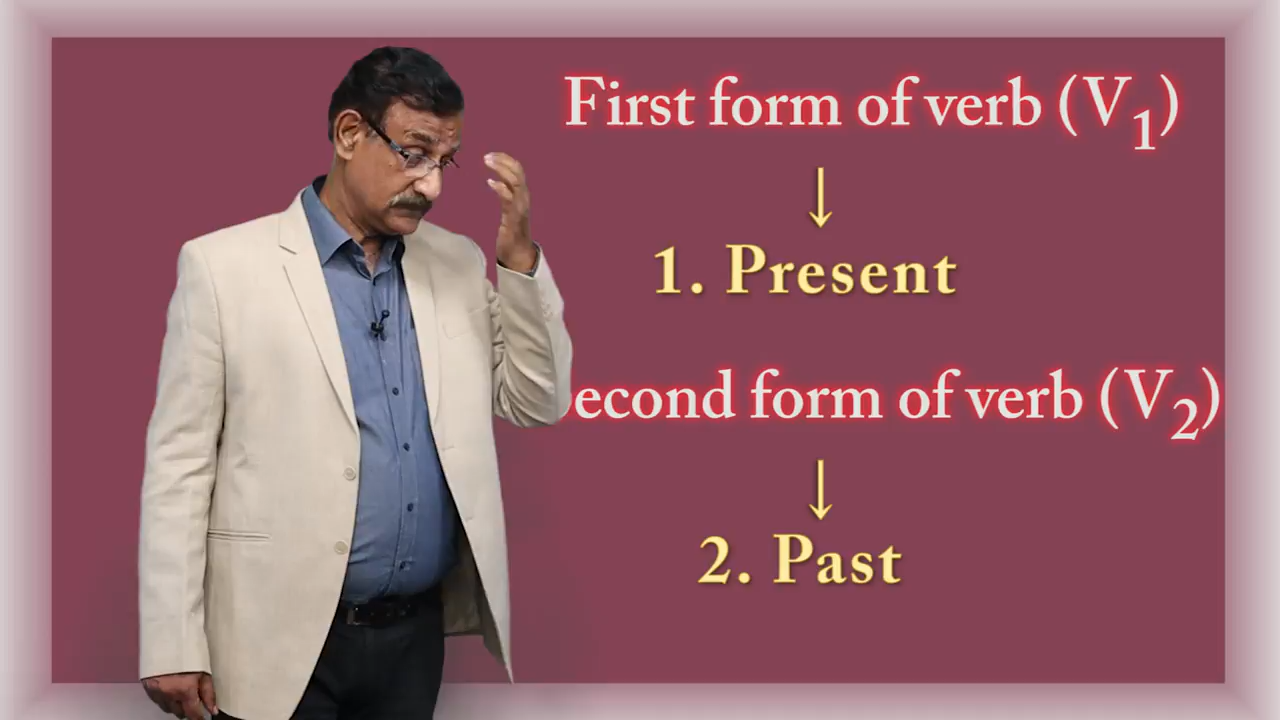 First form of verb (V₁)
↓
1. Present
econd form of verb (V₂)
↓
2. Past